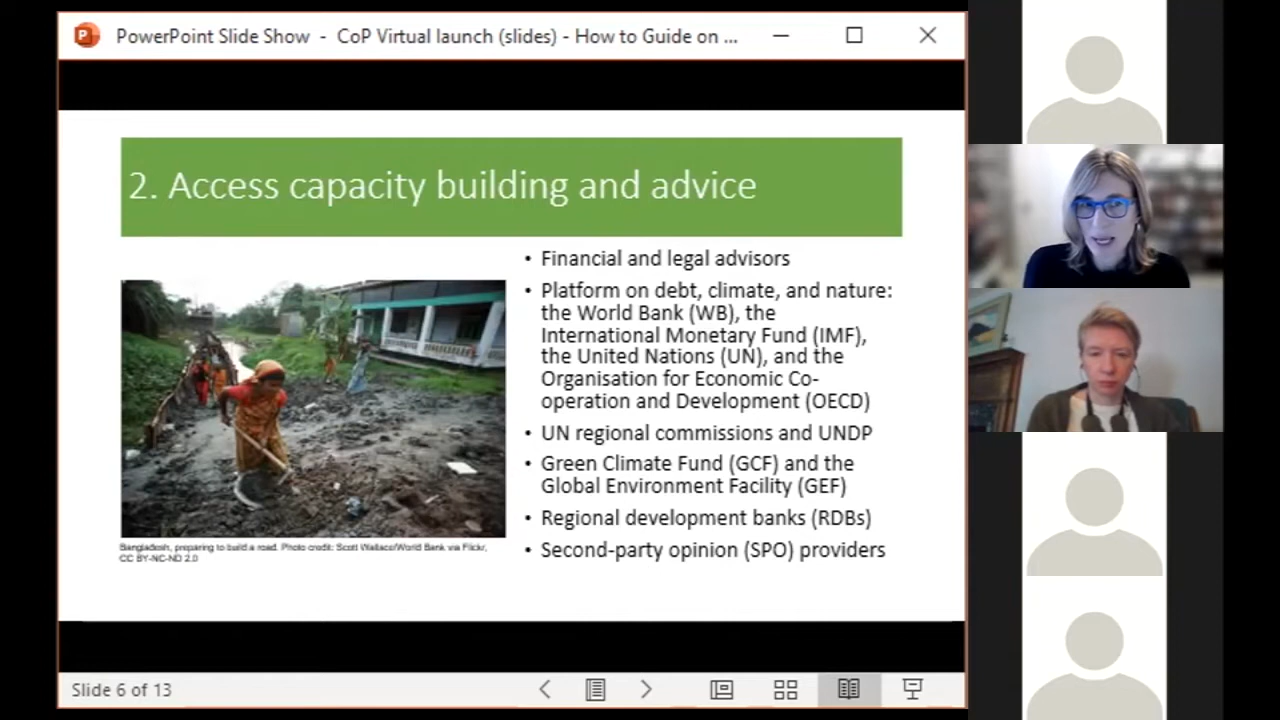 PowerPoint Slide Show - CoP Virtual launch (slides) - How to Guide on ...
2. Access capacity building and advice
• Financial and legal advisors
• Platform on debt, climate, and nature:
the World Bank (WB), the
International Monetary Fund (IMF),
the United Nations (UN), and the
Organisation for Economic Co-
operation and Development (OECD)
• UN regional commissions and UNDP
• Green Climate Fund (GCF) and the
Global Environment Facility (GEF)
• Regional development banks (RDBs)
• Second-party opinion (SPO) providers
Bangladesh, preparing to build a road. Photo credit: Scott Wallace/World Bank via Flickr,
CC BY-NC-ND 2.0
Slide 6 of 13